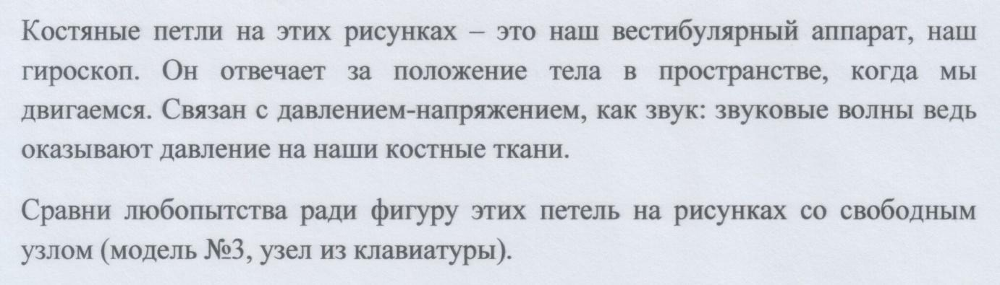 Костяные петли на этих рисунках – это наш вестибулярный аппарат, наш
гироскоп. Он отвечает за положение тела в пространстве, когда мы
двигаемся. Связан с давлением-напряжением, как звук: звуковые волны ведь
оказывают давление на наши костные ткани.
Сравни любопытства ради фигуру этих петель на рисунках со свободным
узлом (модель №3, узел из клавиатуры).